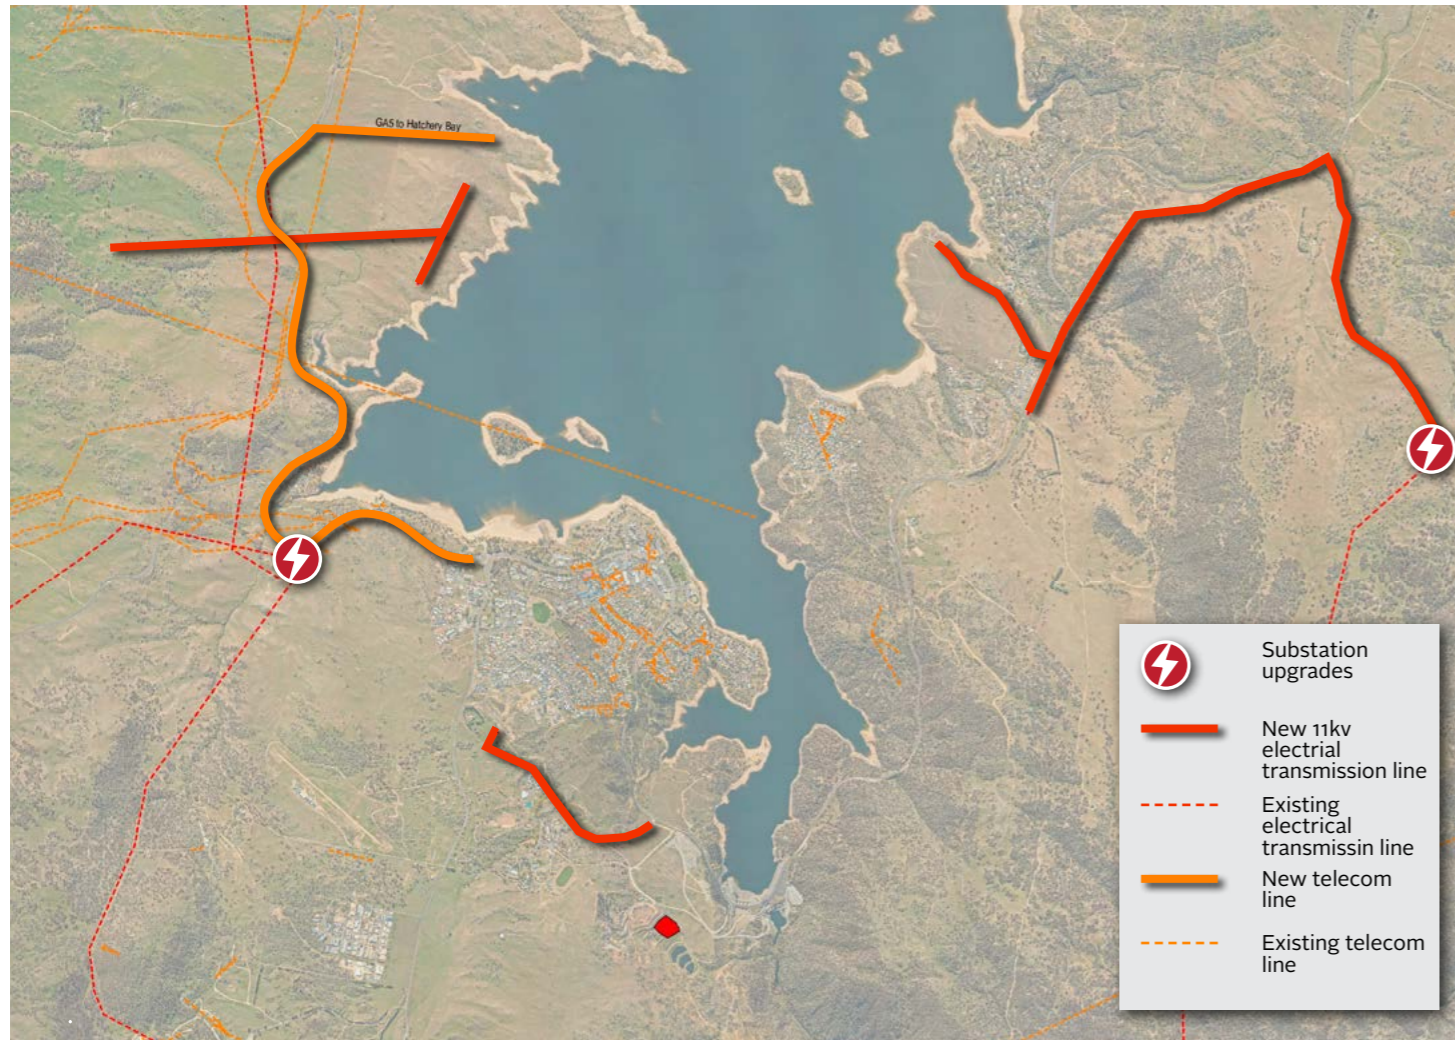 GA5 to Hatchery Bay
Substation
upgrades
New 11kv
electrial
transmission line
Existing
electrical
transmissin line
New telecom
line
Existing telecom
line